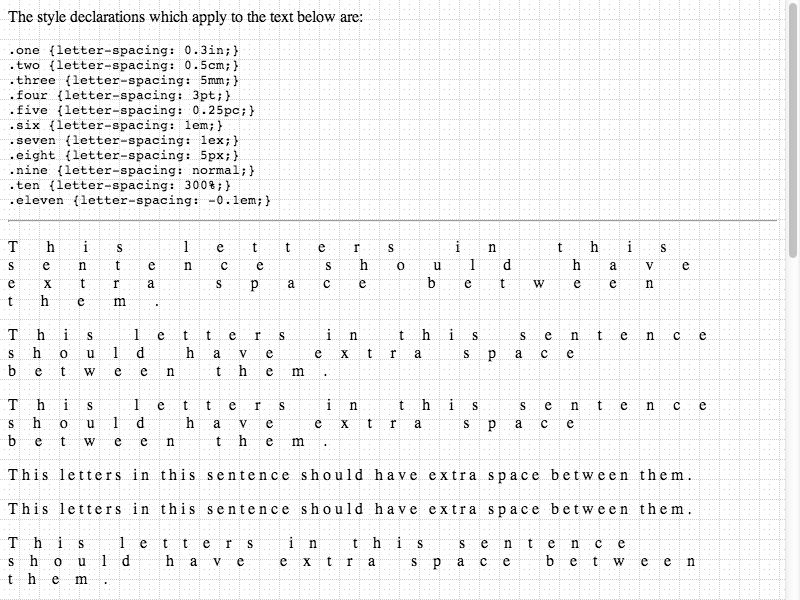 The style declarations which apply to the text below are:
.one {letter-spacing: 0.3in;}
.two {letter-spacing: 0.5cm;}
.three {letter-spacing: 5mm;}
.four {letter-spacing: 3pt;}
.five {letter-spacing: 0.25pc;}
.six {letter-spacing: 1em;}
.seven {letter-spacing: 1ex;}
.eight {letter-spacing: 5px;}
.nine {letter-spacing: normal;}
.ten {letter-spacing: 300%;}
.eleven {letter-spacing: -0.1em;}
This letters in this
sentence should have
extra space between
them.
This letters in this sentence
should have extra space
between them.
This letters in this sentence
should have extra space
between them.
This letters in this sentence should have extra space between them.
This letters in this sentence should have extra space between them.
This letters in this sentence
should have extra space between
them.